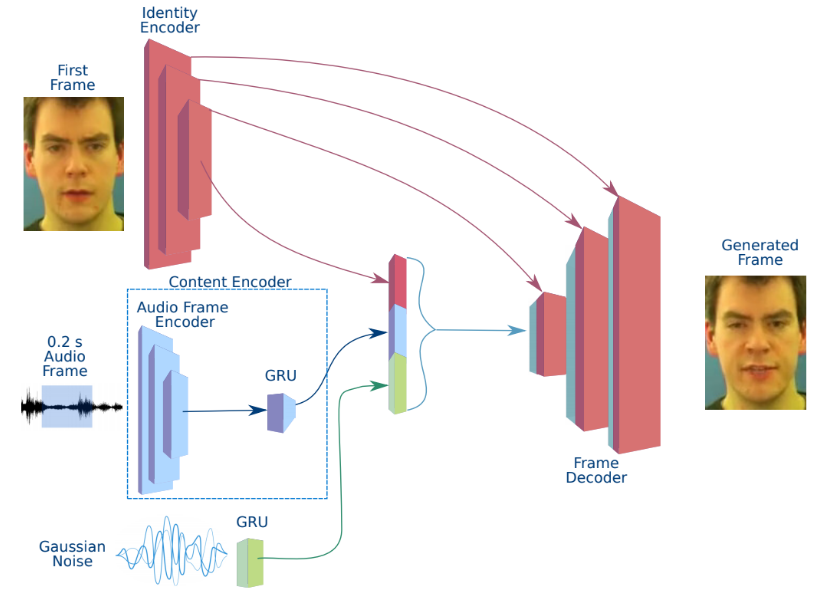 Identity
Encoder
First
Frame
Generated
Frame
Content Encoder
Audio Frame
Encoder
0.2 s
Audio
Frame
GRU
Frame
Decoder
GRU
Gaussian
Noise